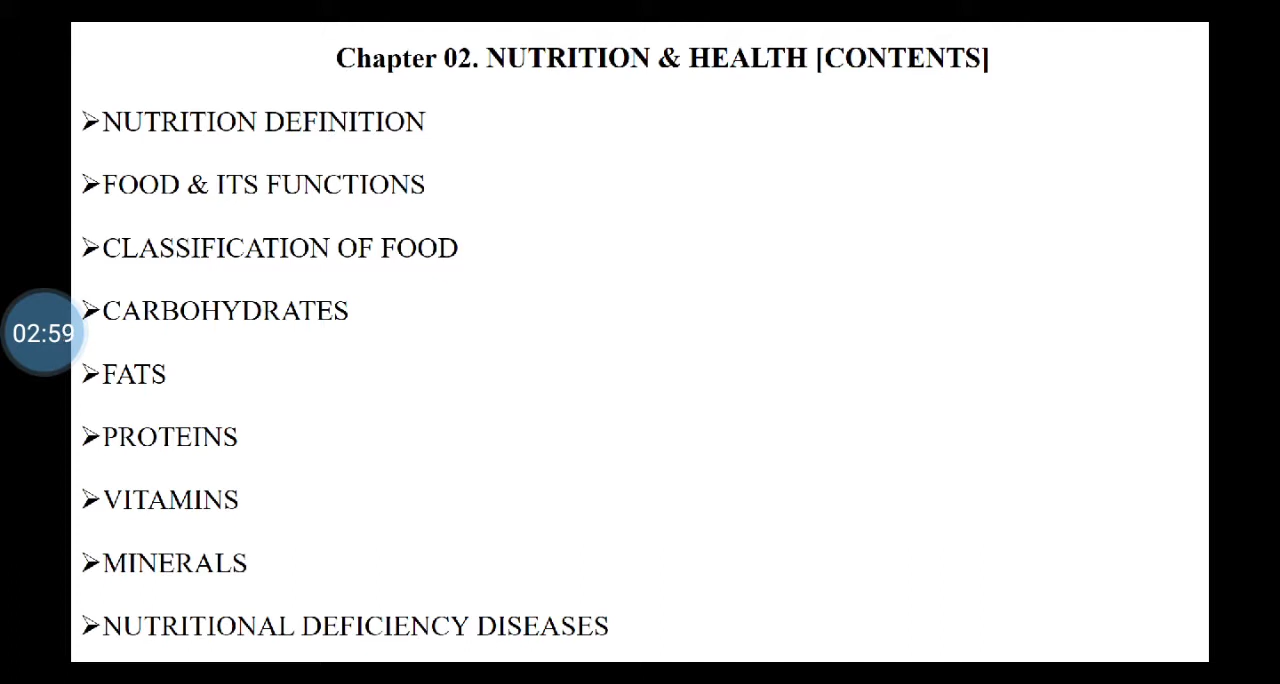 Chapter 02. NUTRITION & HEALTH [CONTENTS]
➢NUTRITION DEFINITION
➢FOOD & ITS FUNCTIONS
➢CLASSIFICATION OF FOOD
➢CARBOHYDRATES
02:59
➢FATS
➢PROTEINS
➢VITAMINS
➢MINERALS
➢NUTRITIONAL DEFICIENCY DISEASES